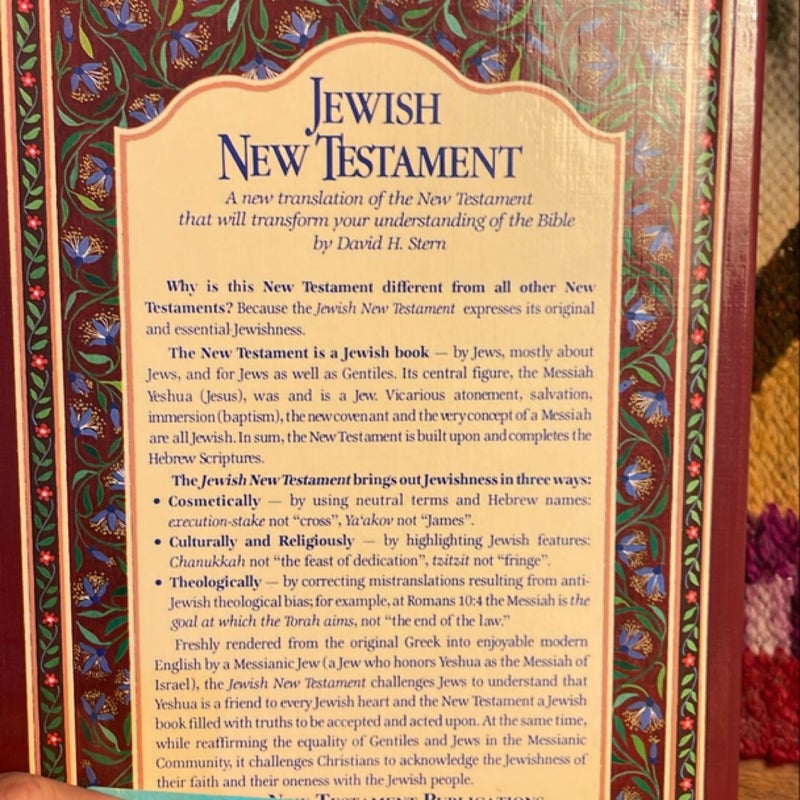 JEWISH
NEW TESTAMENT
A new translation of the New Testament
that will transform your understanding of the Bible
by David H. Stern
Why is this New Testament different from all other New
Testaments? Because the Jewish New Testament expresses its original
and essential Jewishness.
The New Testament is a Jewish book — by Jews, mostly about
Jews, and for Jews as well as Gentiles. Its central figure, the Messiah
Yeshua (Jesus), was and is a Jew. Vicarious atonement, salvation,
immersion (baptism), the new covenant and the very concept of a Messiah
are all Jewish. In sum, the New Testament is built upon and completes the
Hebrew Scriptures.
The Jewish New Testament brings out Jewishness in three ways:
• Cosmetically — by using neutral terms and Hebrew names:
execution-stake not “cross”, Ya‘akov not “James”.
• Culturally and Religiously — by highlighting Jewish features:
Chanukkah not “the feast of dedication”, tzitzit not “fringe”.
• Theologically — by correcting mistranslations resulting from anti-
Jewish theological bias; for example, at Romans 10:4 the Messiah is the
goal at which the Torah aims, not “the end of the law.”
Freshly rendered from the original Greek into enjoyable modern
English by a Messianic Jew (a Jew who honors Yeshua as the Messiah of
Israel), the Jewish New Testament challenges Jews to understand that
Yeshua is a friend to every Jewish heart and the New Testament a Jewish
book filled with truths to be accepted and acted upon. At the same time,
while reaffirming the equality of Gentiles and Jews in the Messianic
Community, it challenges Christians to acknowledge the Jewishness of
their faith and their oneness with the Jewish people.
NEW TESTAMENT PUBLICATIONS